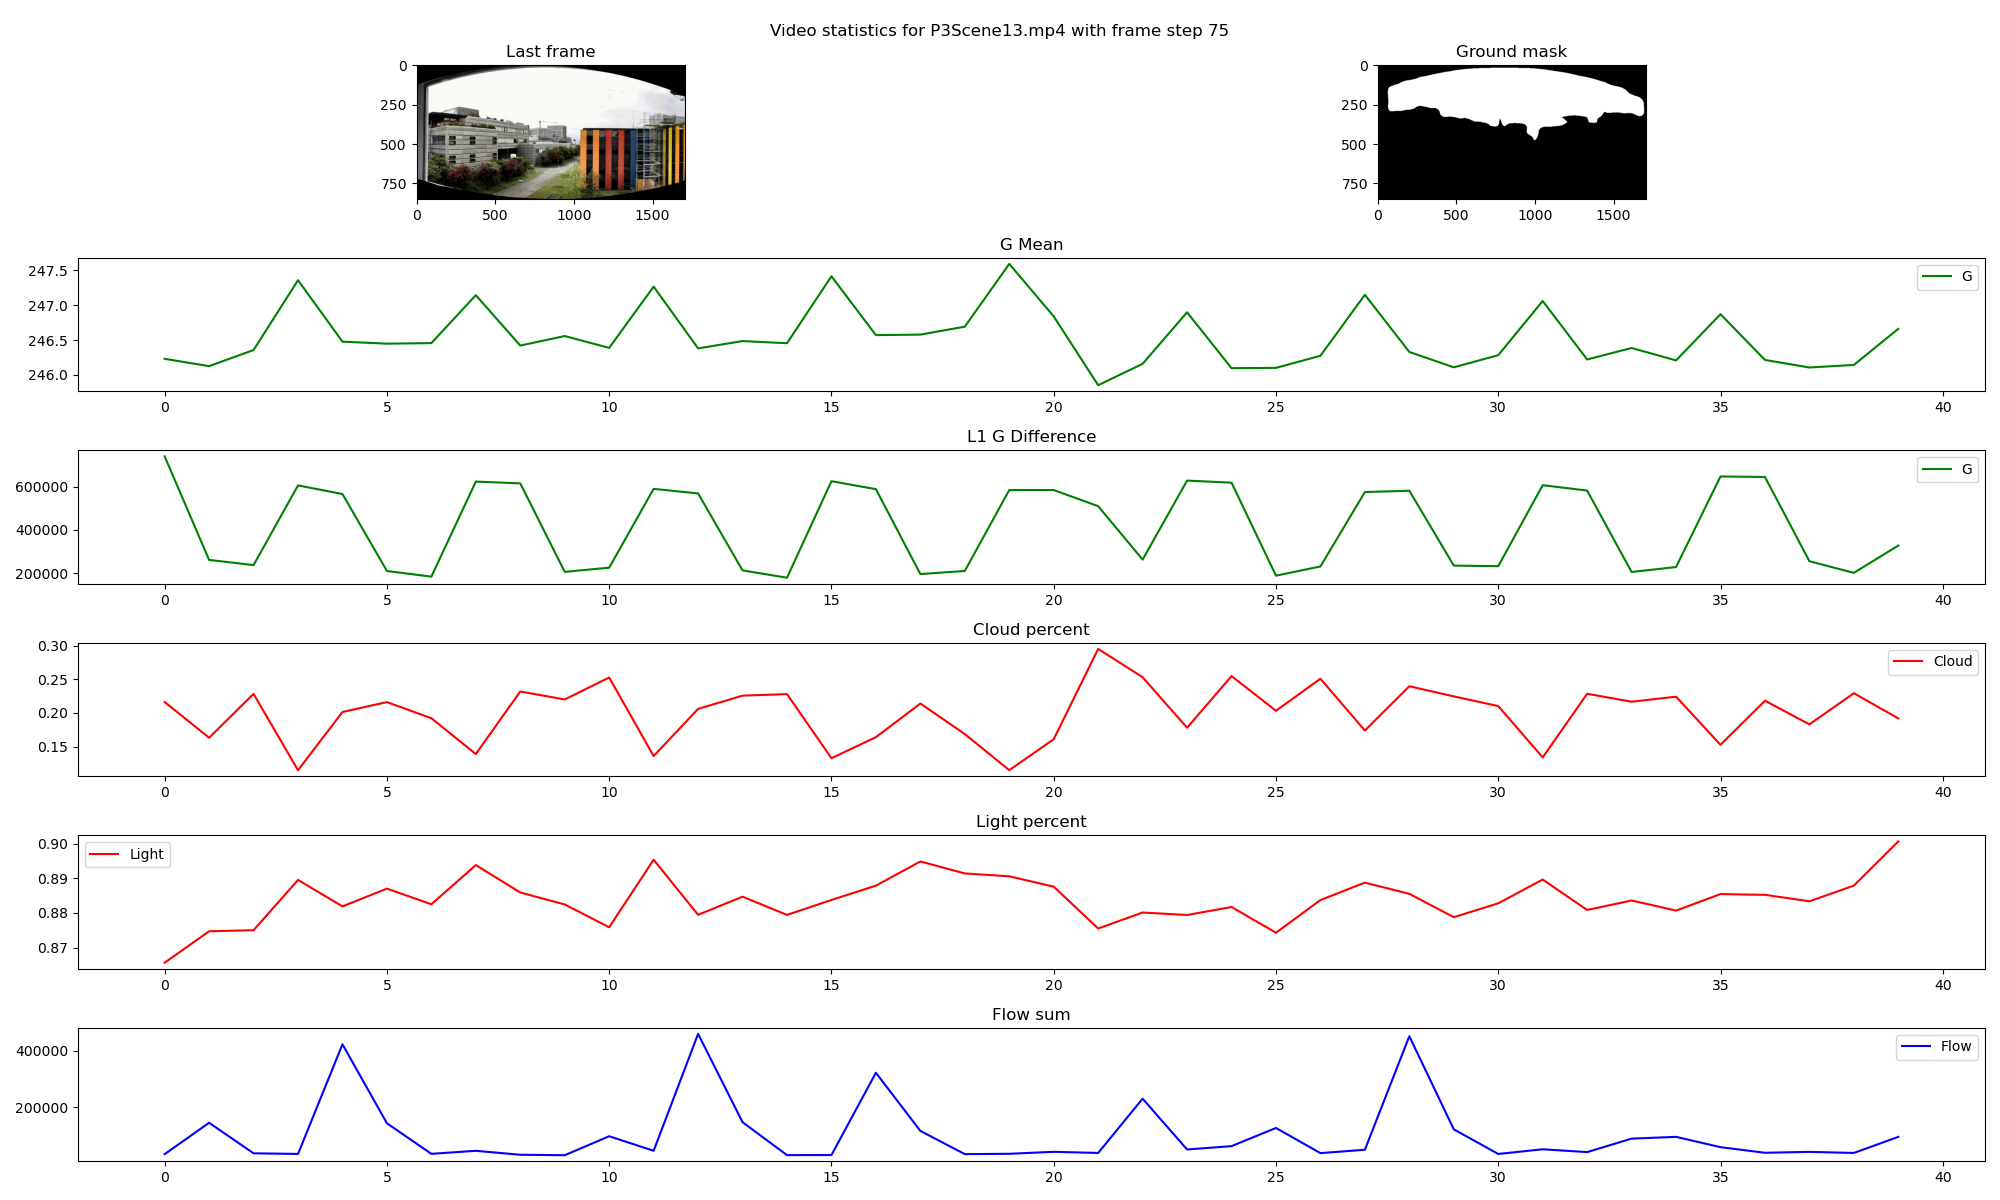 Video statistics for P3Scene13.mp4 with frame step 75
Last frame
0
250
500
750
0 500 1000 1500
Ground mask
0
250
500
750
0 500 1000 1500
G Mean
247.5
247.0
246.5
246.0
G
0 5 10 15 20 25 30 35 40
L1 G Difference
600000
400000
200000
G
0 5 10 15 20 25 30 35 40
Cloud percent
0.30
0.25
0.20
0.15
Cloud
0 5 10 15 20 25 30 35 40
Light percent
0.90
0.89
0.88
0.87
Light
0 5 10 15 20 25 30 35 40
Flow sum
400000
200000
Flow
0 5 10 15 20 25 30 35 40